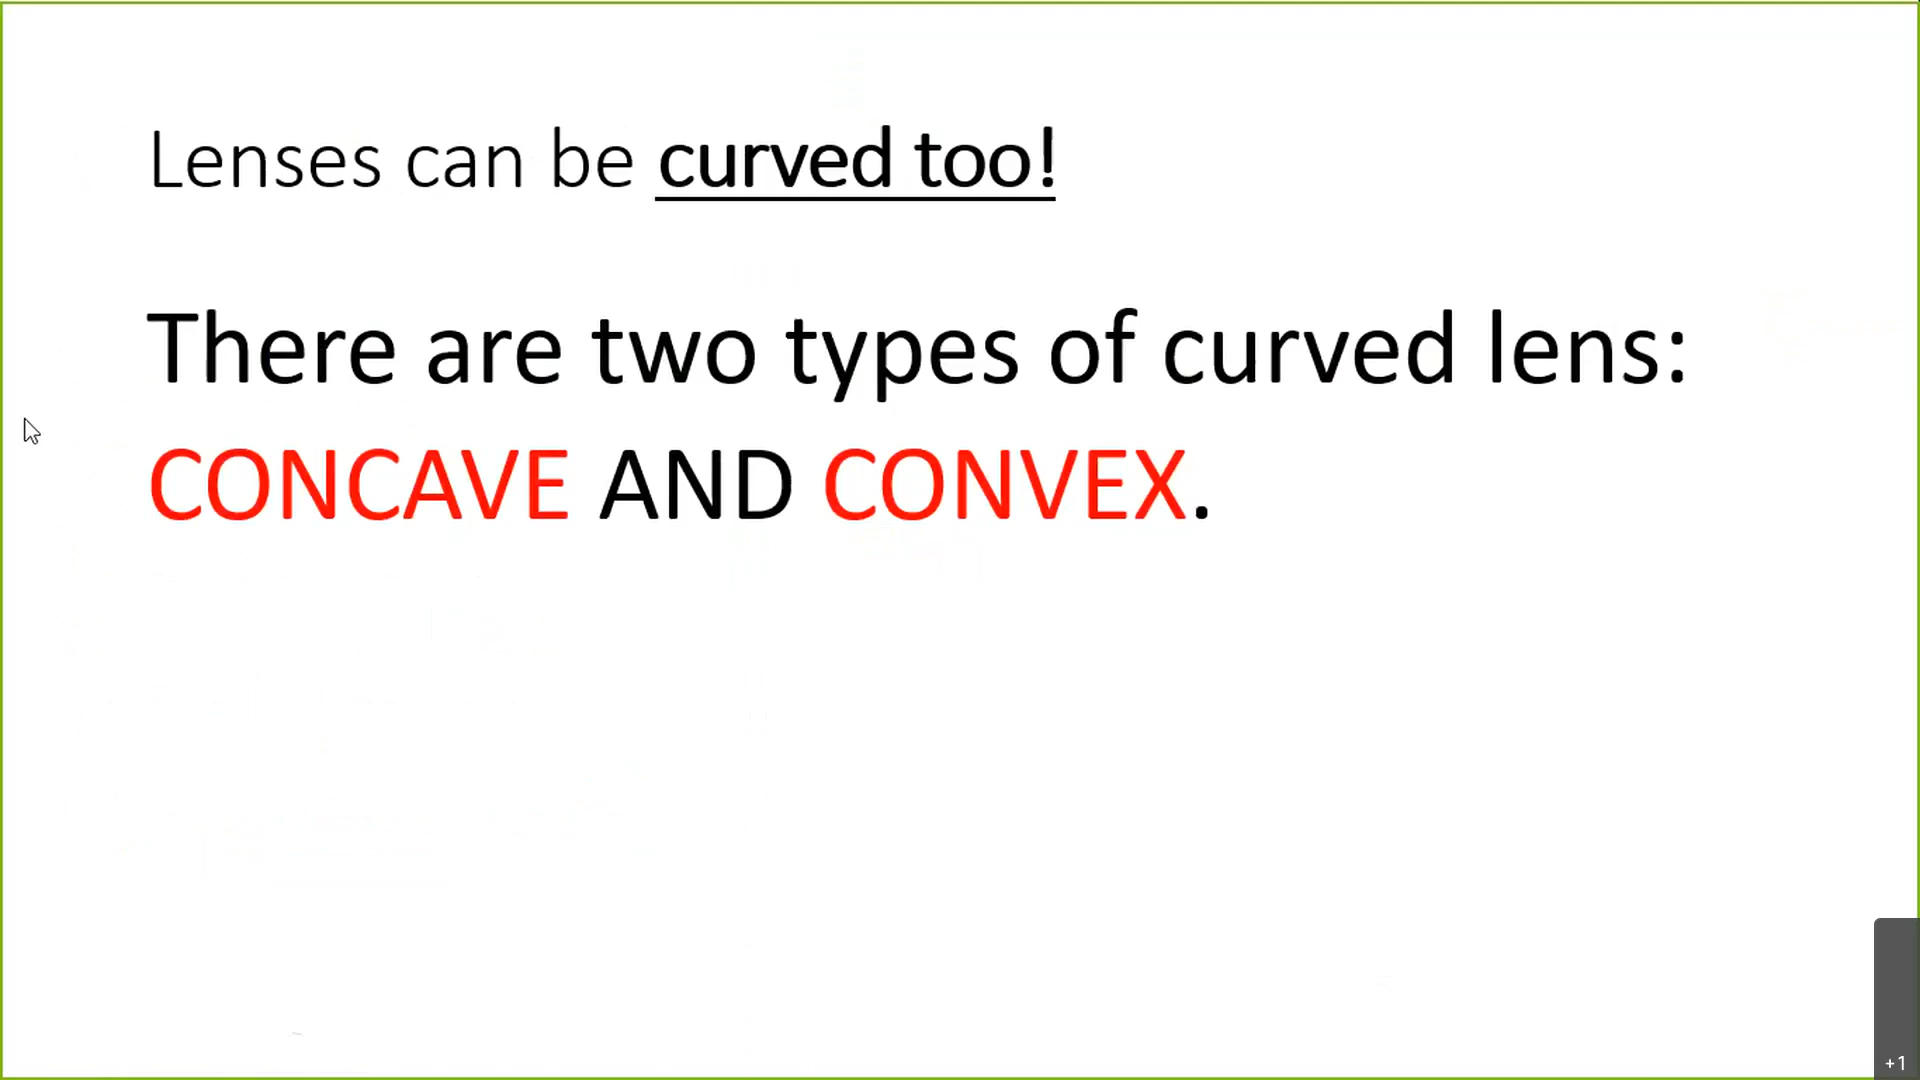 Lenses can be curved too!
There are two types of curved lens:
CONCAVE AND CONVEX.
+1